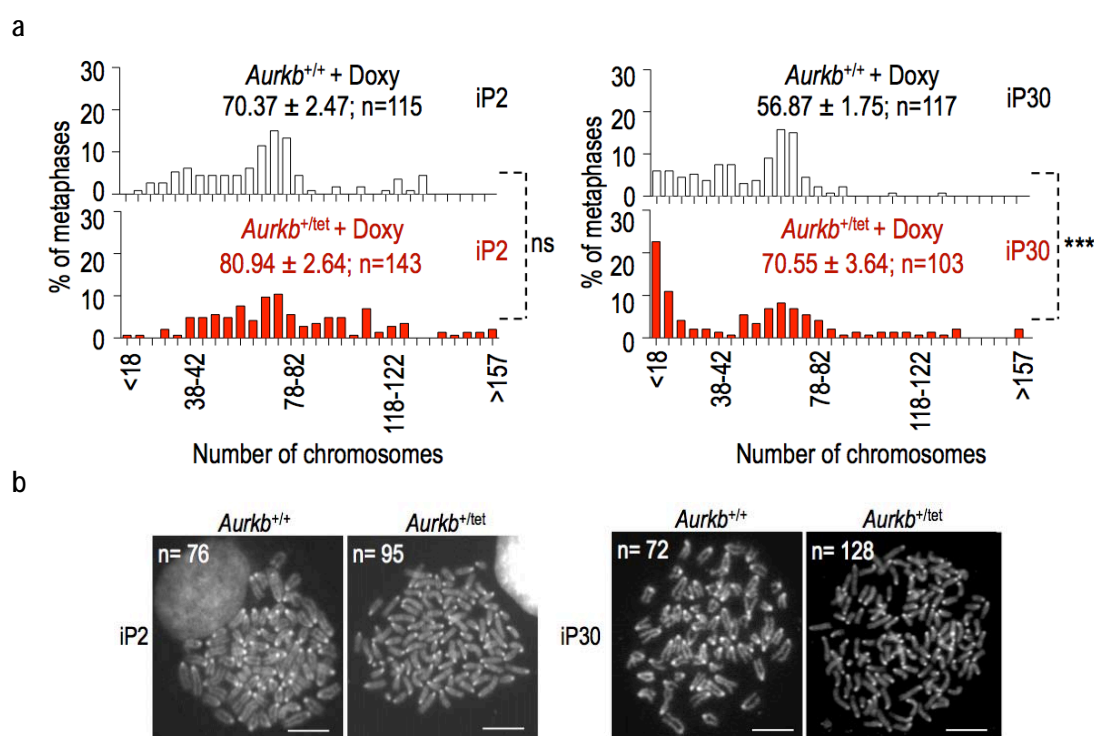 a
30
20
10
0
Aurkb+/+ + Doxy
70.37 ± 2.47; n=115
iP2
30
20
10
0
Aurkb+/tet + Doxy
80.94 ± 2.64; n=143
iP2
ns
% of metaphases
<18
38-42
78-82
118-122
>157
Number of chromosomes
30
20
10
0
Aurkb+/+ + Doxy
56.87 ± 1.75; n=117
iP30
30
20
10
0
Aurkb+/tet + Doxy
70.55 ± 3.64; n=103
iP30
***
% of metaphases
<18
38-42
78-82
118-122
>157
Number of chromosomes
b
Aurkb+/+
Aurkb+/tet
iP2
n= 76
n= 95
Aurkb+/+
Aurkb+/tet
iP30
n= 72
n= 128